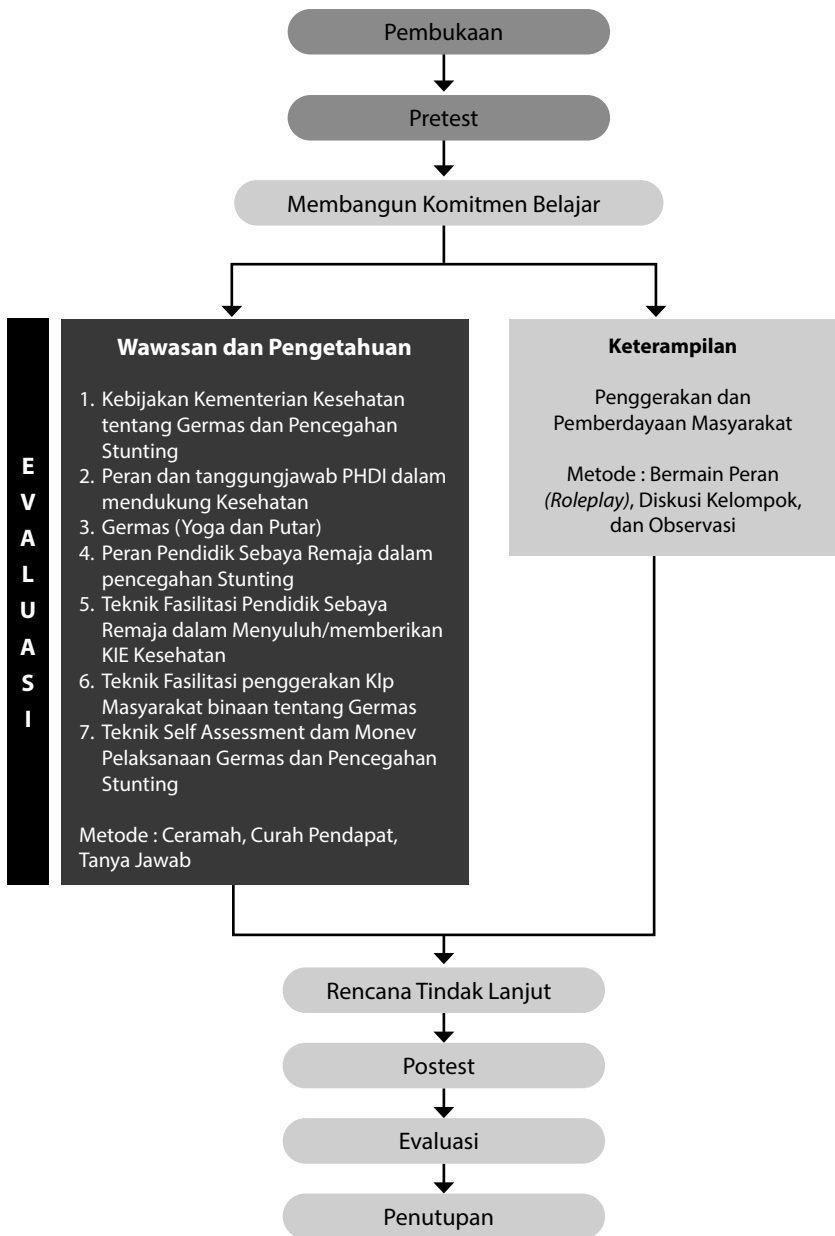 Pembukaan
Pretest
Membangun Komitmen Belajar
E
V
A
L
U
A
S
I
Wawasan dan Pengetahuan
1. Kebijakan Kementerian Kesehatan
tentang Germas dan Pencegahan
Stunting
2. Peran dan tanggungjawab PHDI dalam
mendukung Kesehatan
3. Germas (Yoga dan Putar)
4. Peran Pendidik Sebaya Remaja dalam
pencegahan Stunting
5. Teknik Fasilitasi Pendidik Sebaya
Remaja dalam Menyuluh/memberikan
KIE Kesehatan
6. Teknik Fasilitasi penggerakan Klp
Masyarakat binaan tentang Germas
7. Teknik Self Assessment dam Monev
Pelaksanaan Germas dan Pencegahan
Stunting
Metode : Ceramah, Curah Pendapat,
Tanya Jawab
Keterampilan
Penggerakan dan
Pemberdayaan Masyarakat
Metode : Bermain Peran
(Roleplay), Diskusi Kelompok,
dan Observasi
Rencana Tindak Lanjut
Postest
Evaluasi
Penutupan